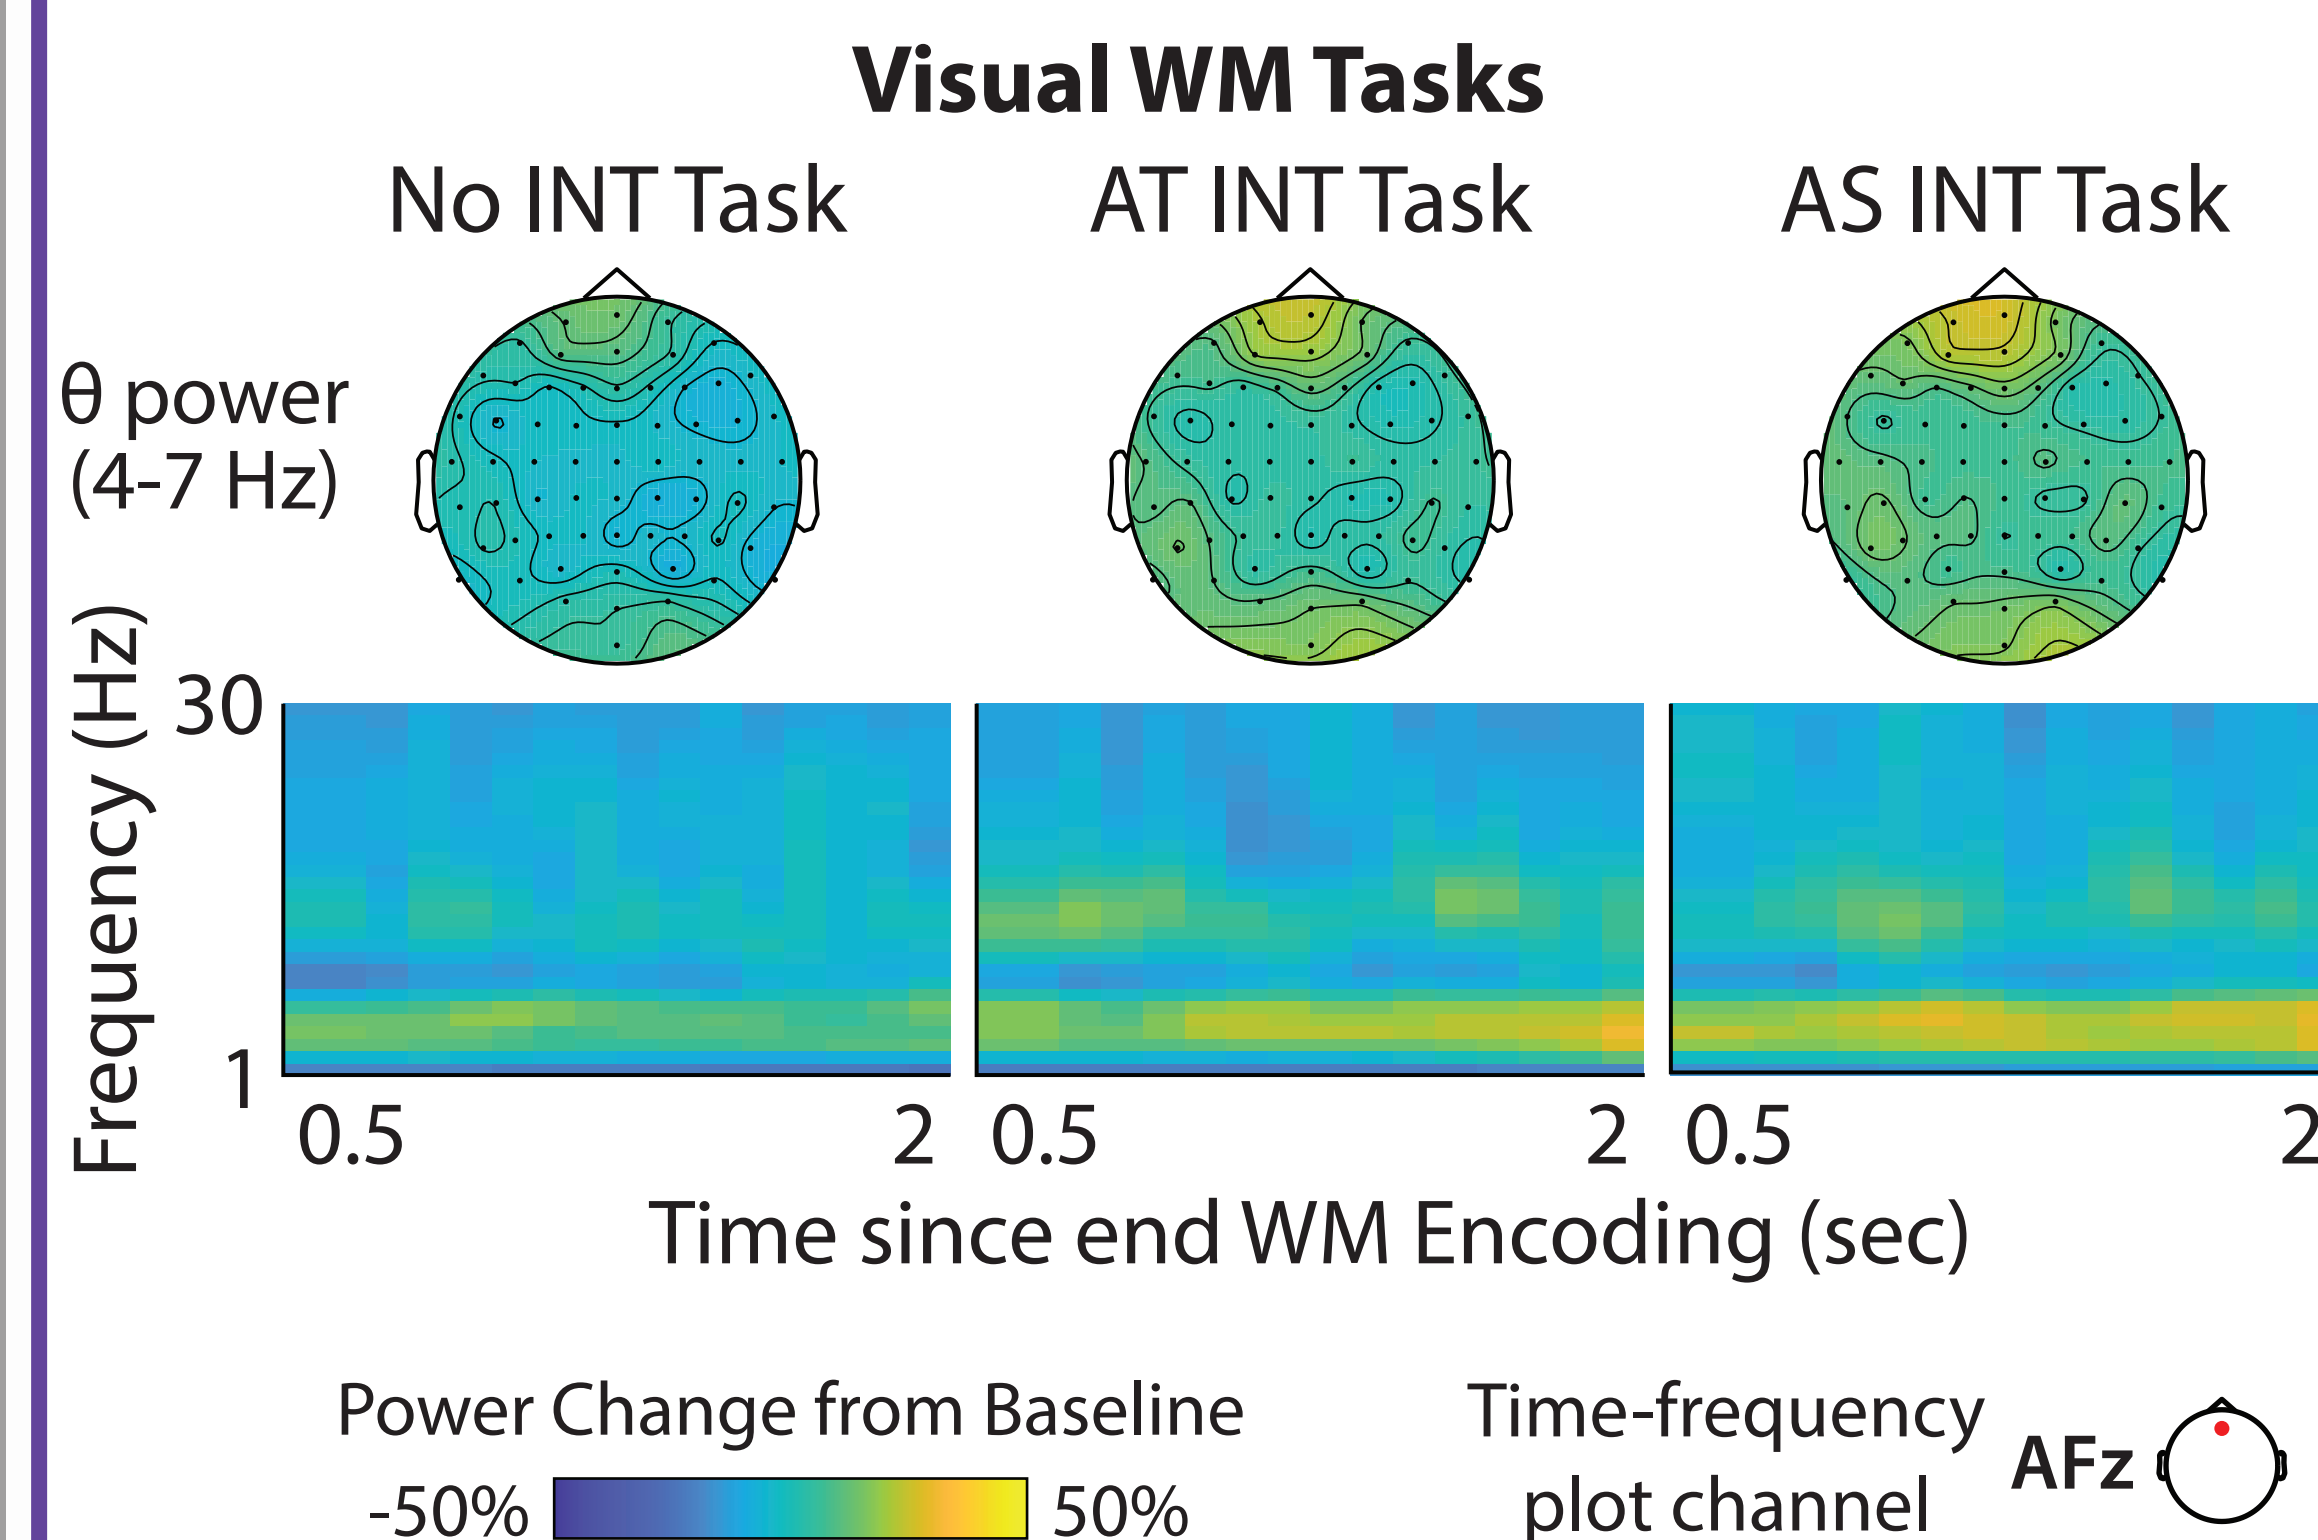 Visual WM Tasks
No INT Task
AT INT Task
AS INT Task
θ power
(4-7 Hz)
Frequency (Hz)
30
1
0.5
2
0.5
2
0.5
2
Time since end WM Encoding (sec)
Power Change from Baseline
-50%
50%
Time-frequency
plot channel
AFz